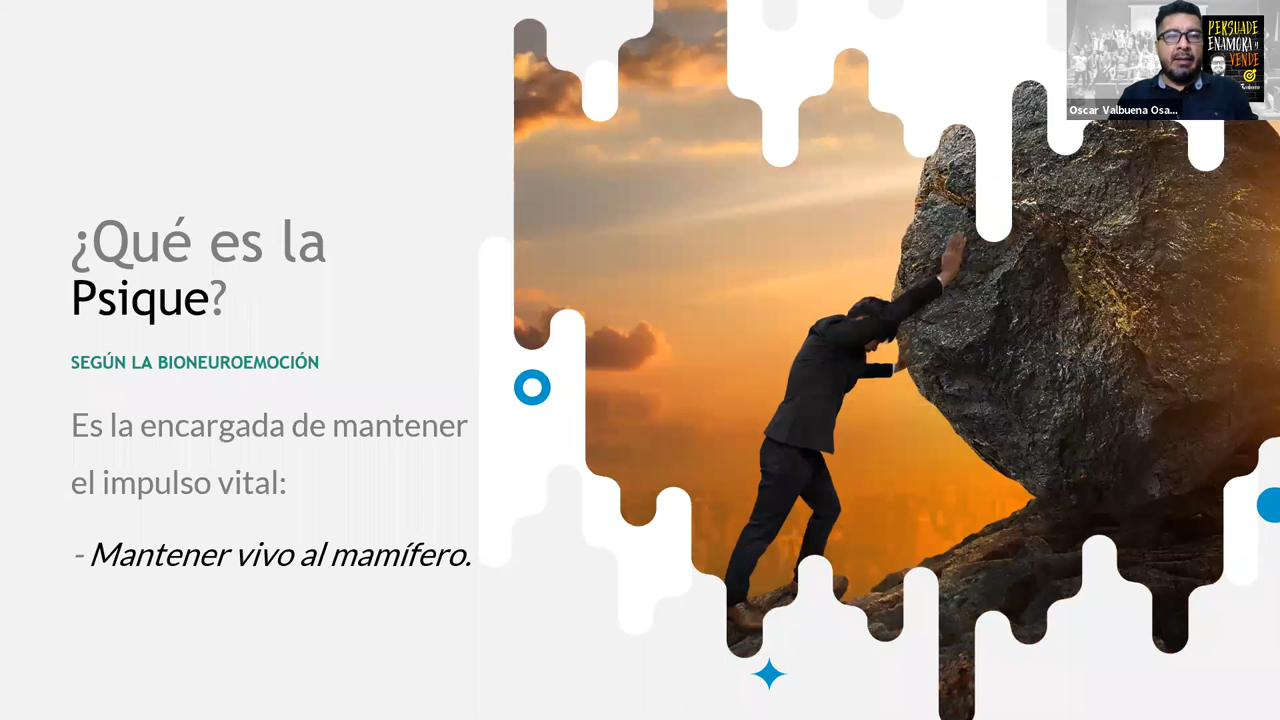 ¿Qué es la
Psique?
SEGÚN LA BIONEUROEMOCIÓN
Es la encargada de mantener
el impulso vital:
- Mantener vivo al mamífero.
PERSUADE
ENAMORA y
VENDE
Oscar Valbuena Osa...